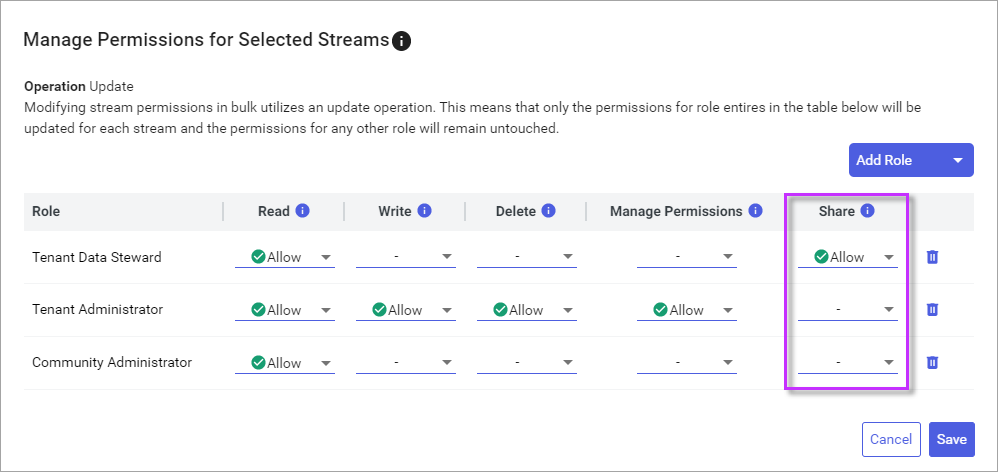 Manage Permissions for Selected Streams
Operation Update
Modifying stream permissions in bulk utilizes an update operation. This means that only the permissions for role entires in the table below will be
updated for each stream and the permissions for any other role will remain untouched.
Add Role
Role Read Write Delete Manage Permissions Share
Tenant Data Steward Allow - - - Allow
Tenant Administrator Allow Allow Allow Allow -
Community Administrator Allow - - - -
Cancel Save